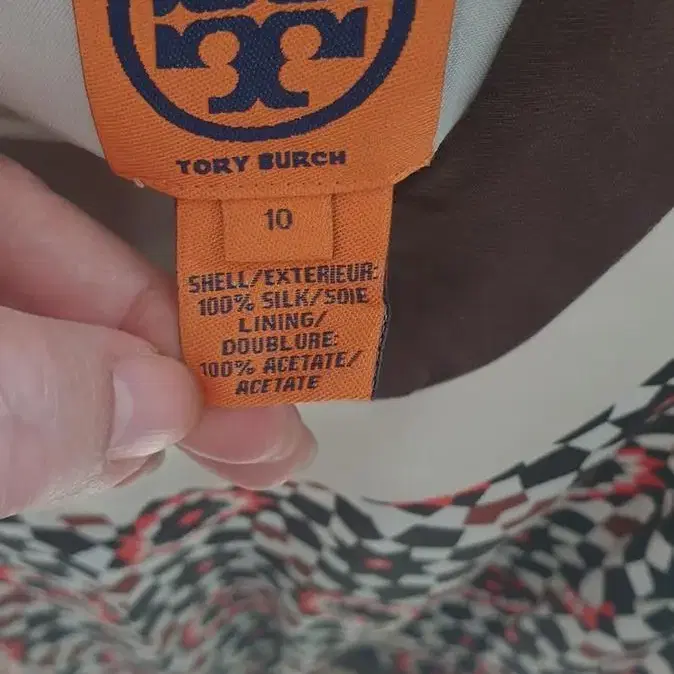 TORY BURCH
10
SHELL/EXTERIEUR:
100% SILK/SOIE
LINING/
DOUBLURE:
100% ACETATE/
ACETATE